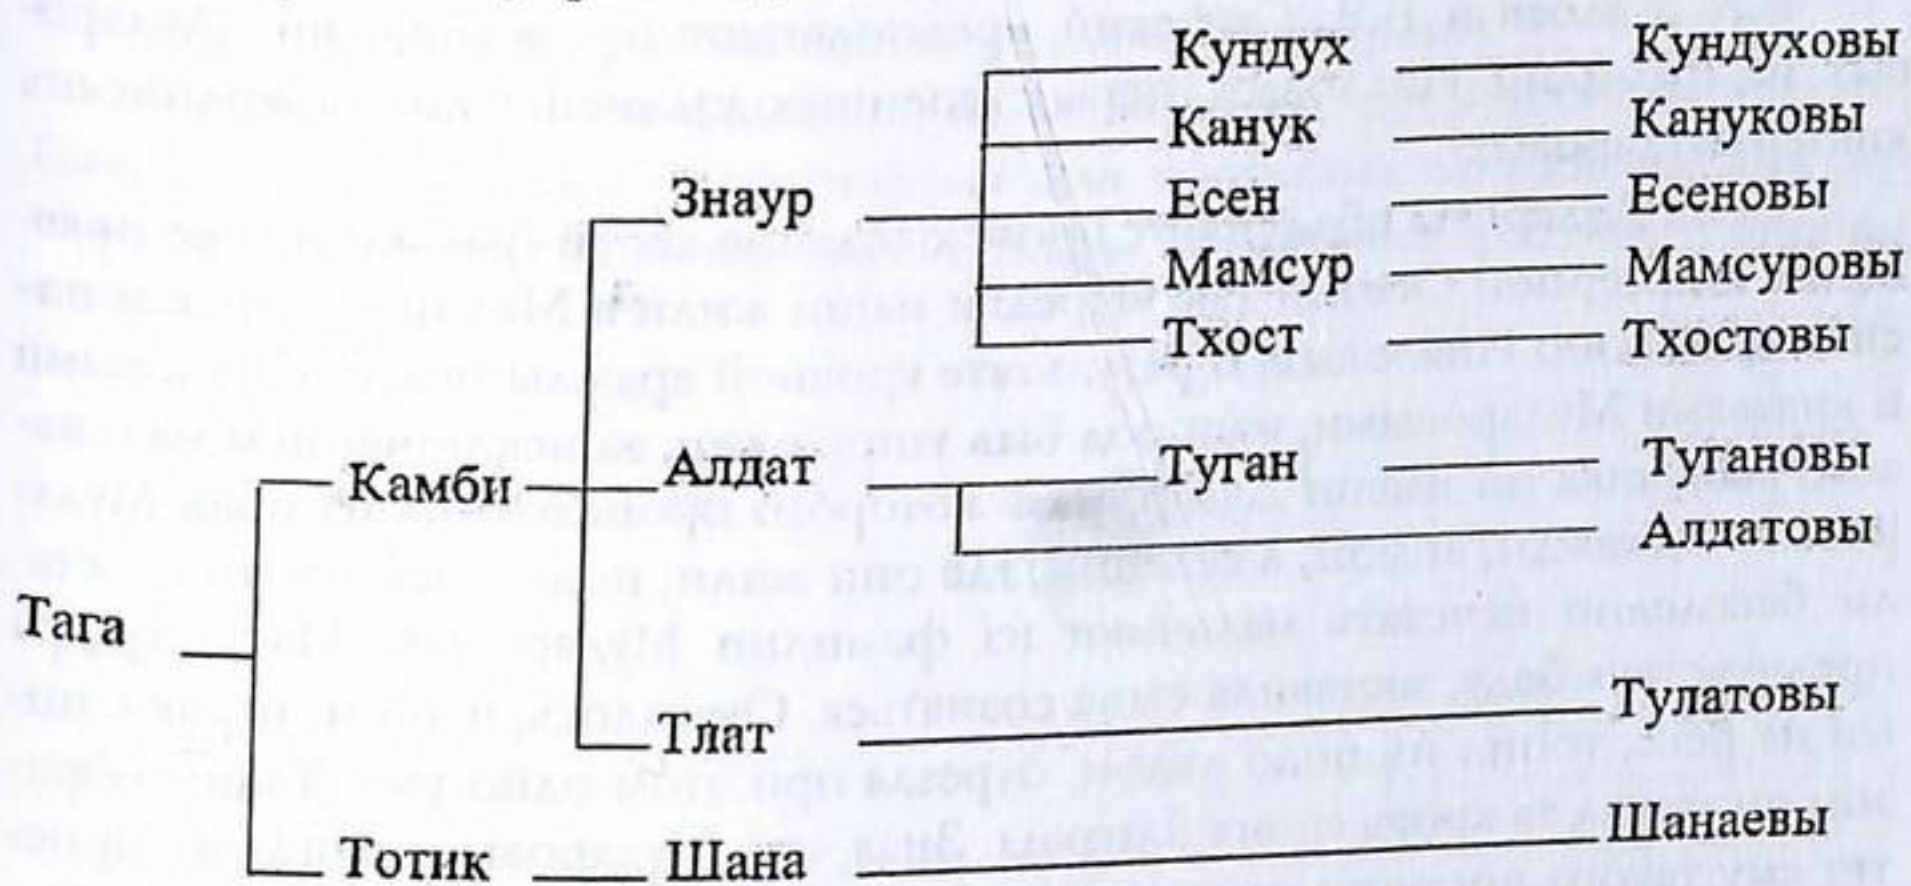 Кундух Кундуховы
Канук Кануковы
Знаур Есен Есеновы
Мамсур Мамсуровы
Тхост Тхостовы
Камби Алдат Туган Тугановы
Алдатовы
Тага
Тлат Тулатовы
Тотик Шана Шанаевы